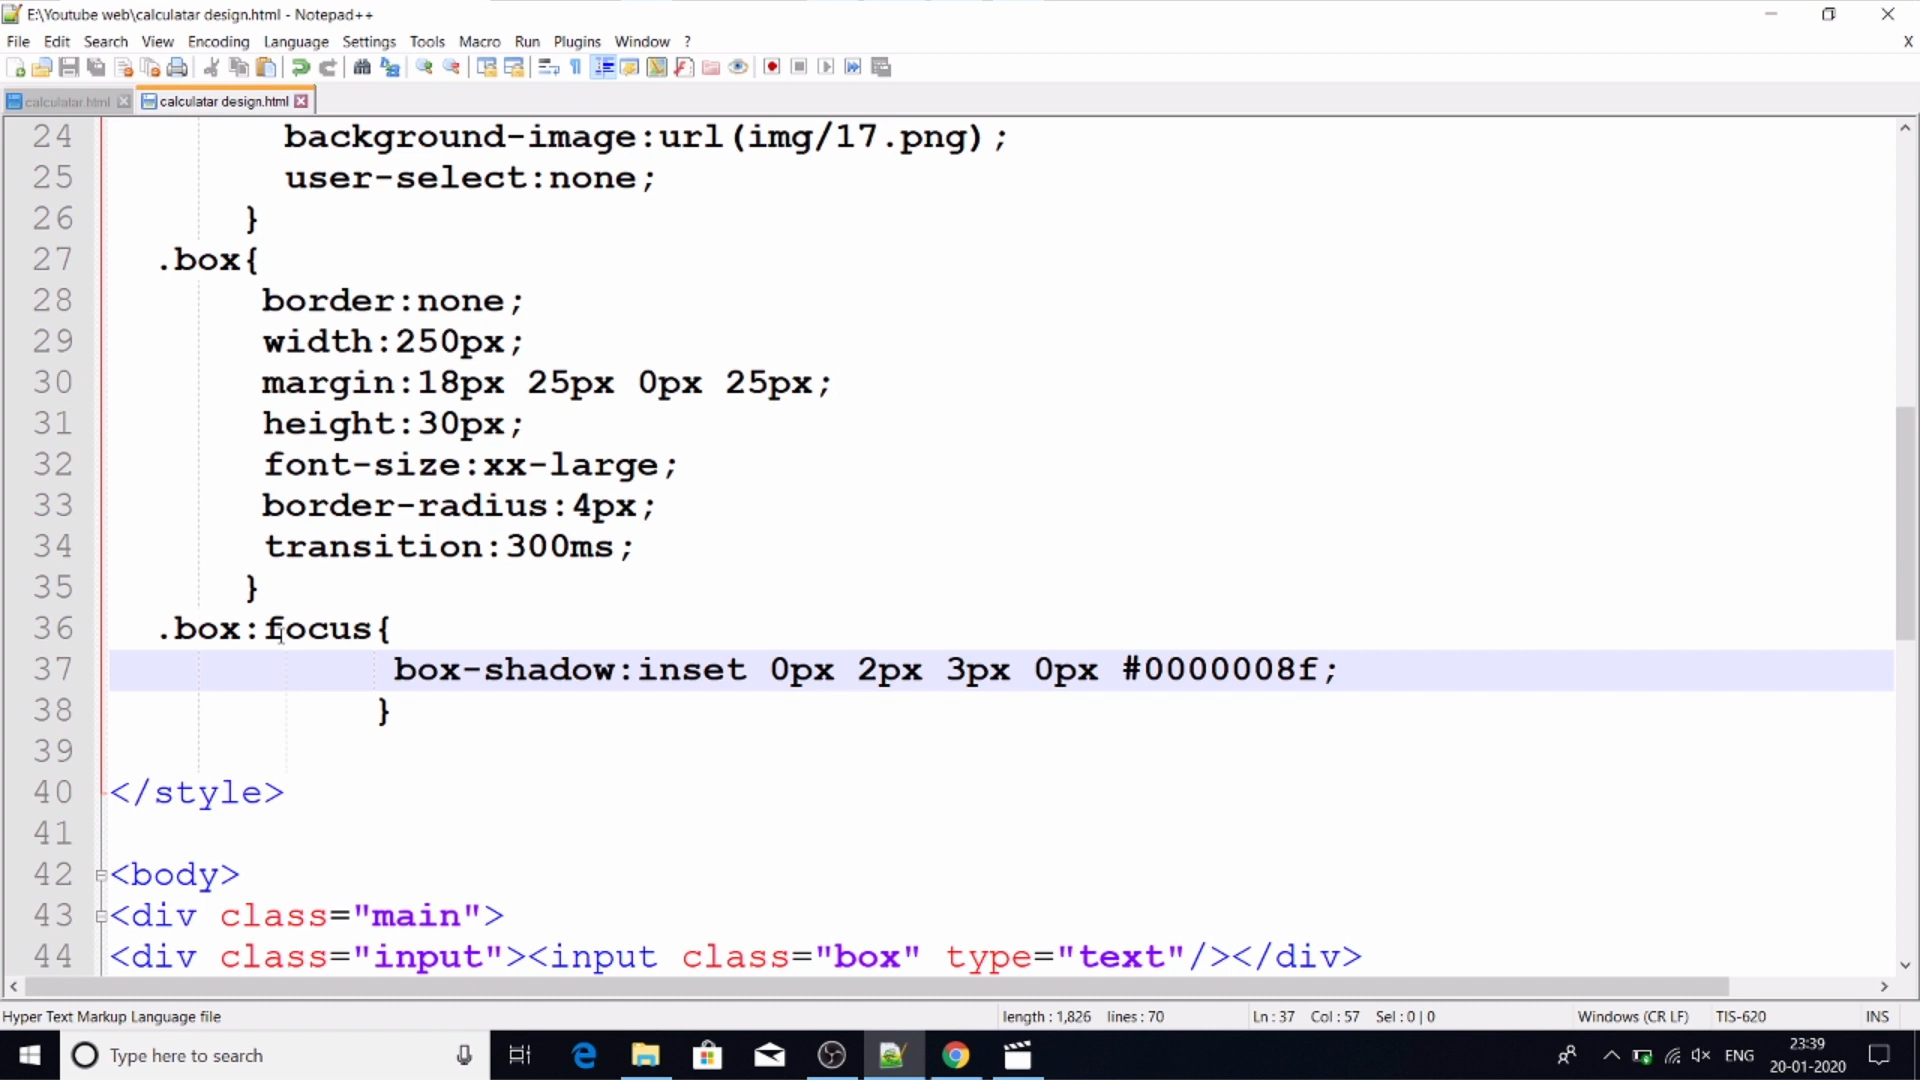 E:\Youtube web\calculatar design.html - Notepad++
File Edit Search View Encoding Language Settings Tools Macro Run Plugins Window ? X
calculatar.html calculatar design.html
24 background-image:url(img/17.png);
25 user-select:none;
26 }
27 .box{
28 border:none;
29 width:250px;
30 margin:18px 25px 0px 25px;
31 height:30px;
32 font-size:xx-large;
33 border-radius:4px;
34 transition:300ms;
35 }
36 .box:focus{
37 box-shadow:inset 0px 2px 3px 0px #0000008f;
38 }
39
40 </style>
41
42 <body>
43 <div class="main">
44 <div class="input"><input class="box" type="text"/></div>
Hyper Text Markup Language file length : 1,826 lines : 70 Ln : 37 Col : 57 Sel : 0 | 0 Windows (CR LF) TIS-620 INS
Type here to search ENG 23:39
20-01-2020